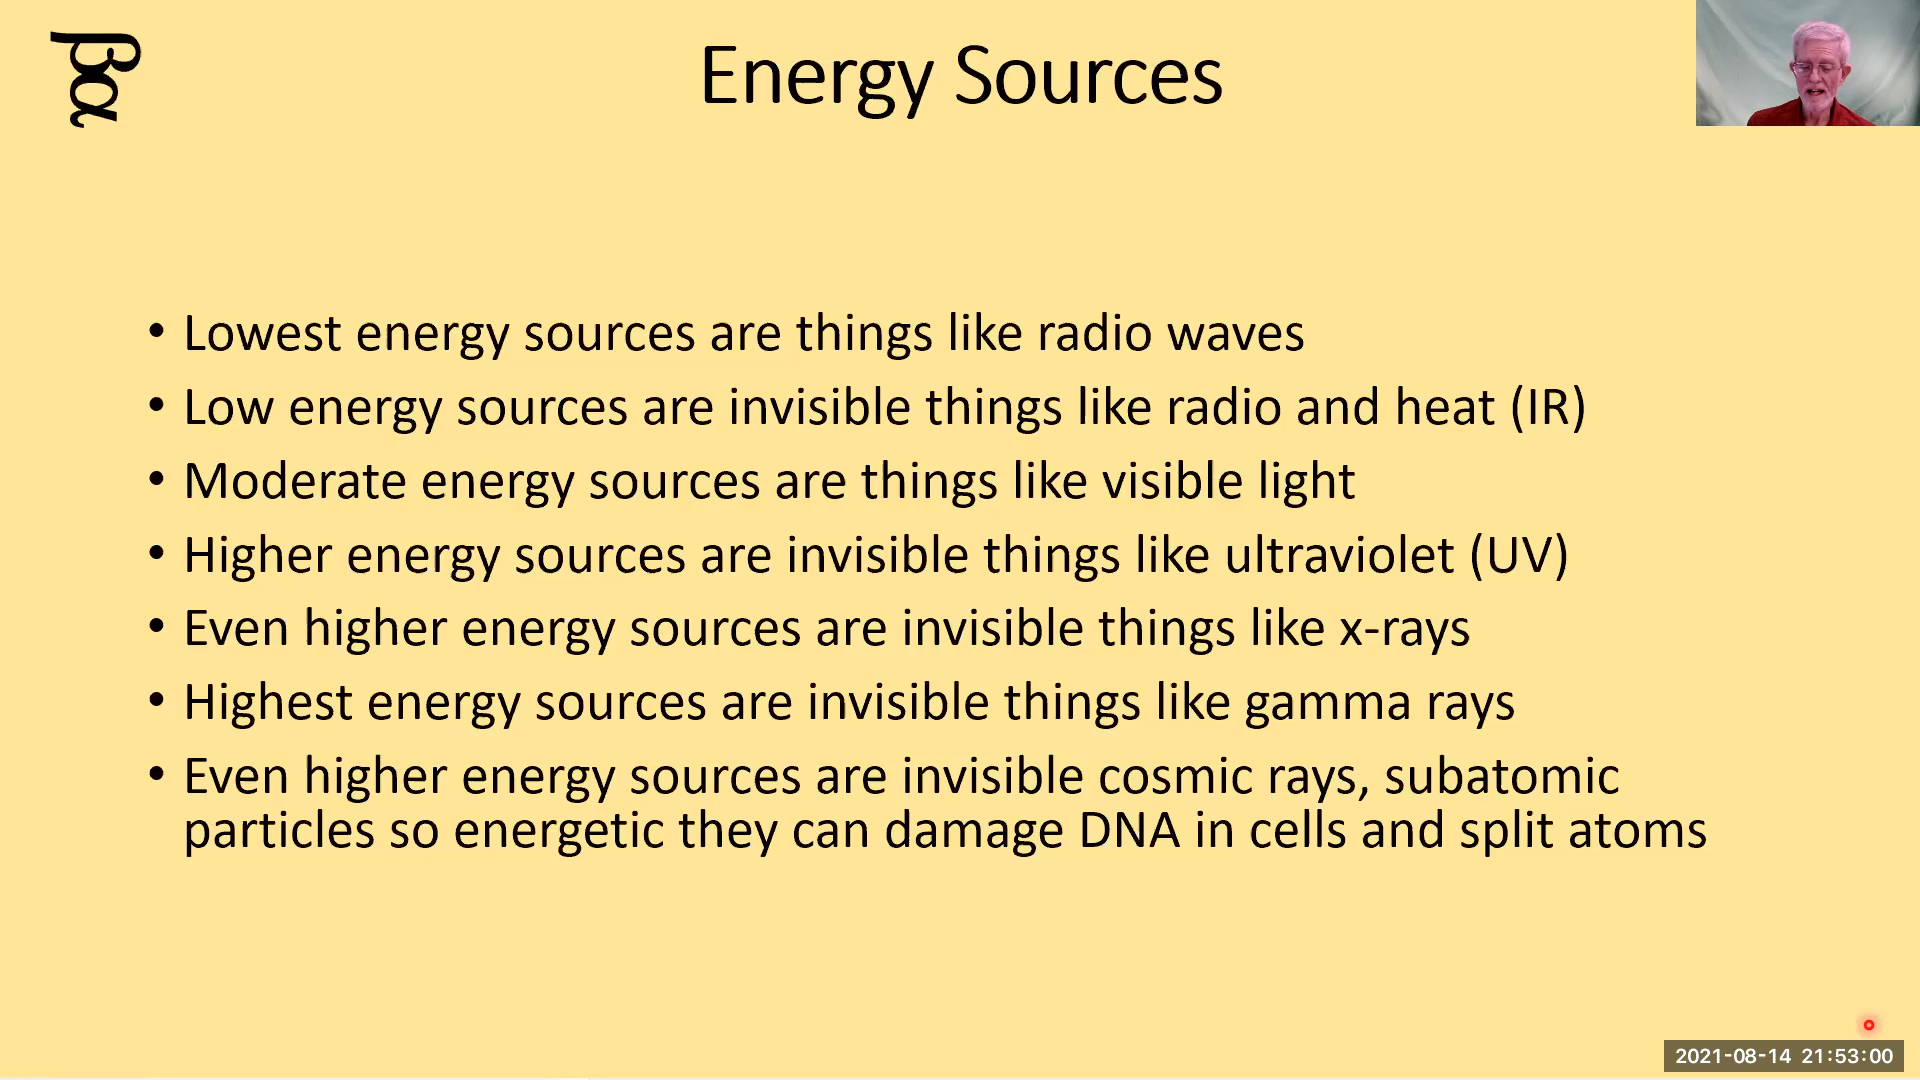 βα
Energy Sources
• Lowest energy sources are things like radio waves
• Low energy sources are invisible things like radio and heat (IR)
• Moderate energy sources are things like visible light
• Higher energy sources are invisible things like ultraviolet (UV)
• Even higher energy sources are invisible things like x-rays
• Highest energy sources are invisible things like gamma rays
• Even higher energy sources are invisible cosmic rays, subatomic
particles so energetic they can damage DNA in cells and split atoms
2021-08-14 21:53:00